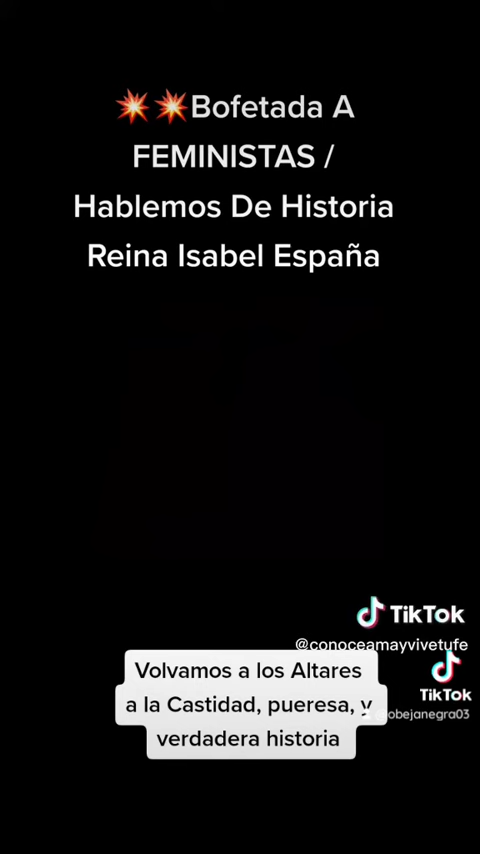 💥💥Bofetada A
FEMINISTAS /
Hablemos De Historia
Reina Isabel España
TikTok
@conoceamayvivetufe
Volvamos a los Altares
a la Castidad, pueresa, y
verdadera historia
TikTok
@obejanegra03